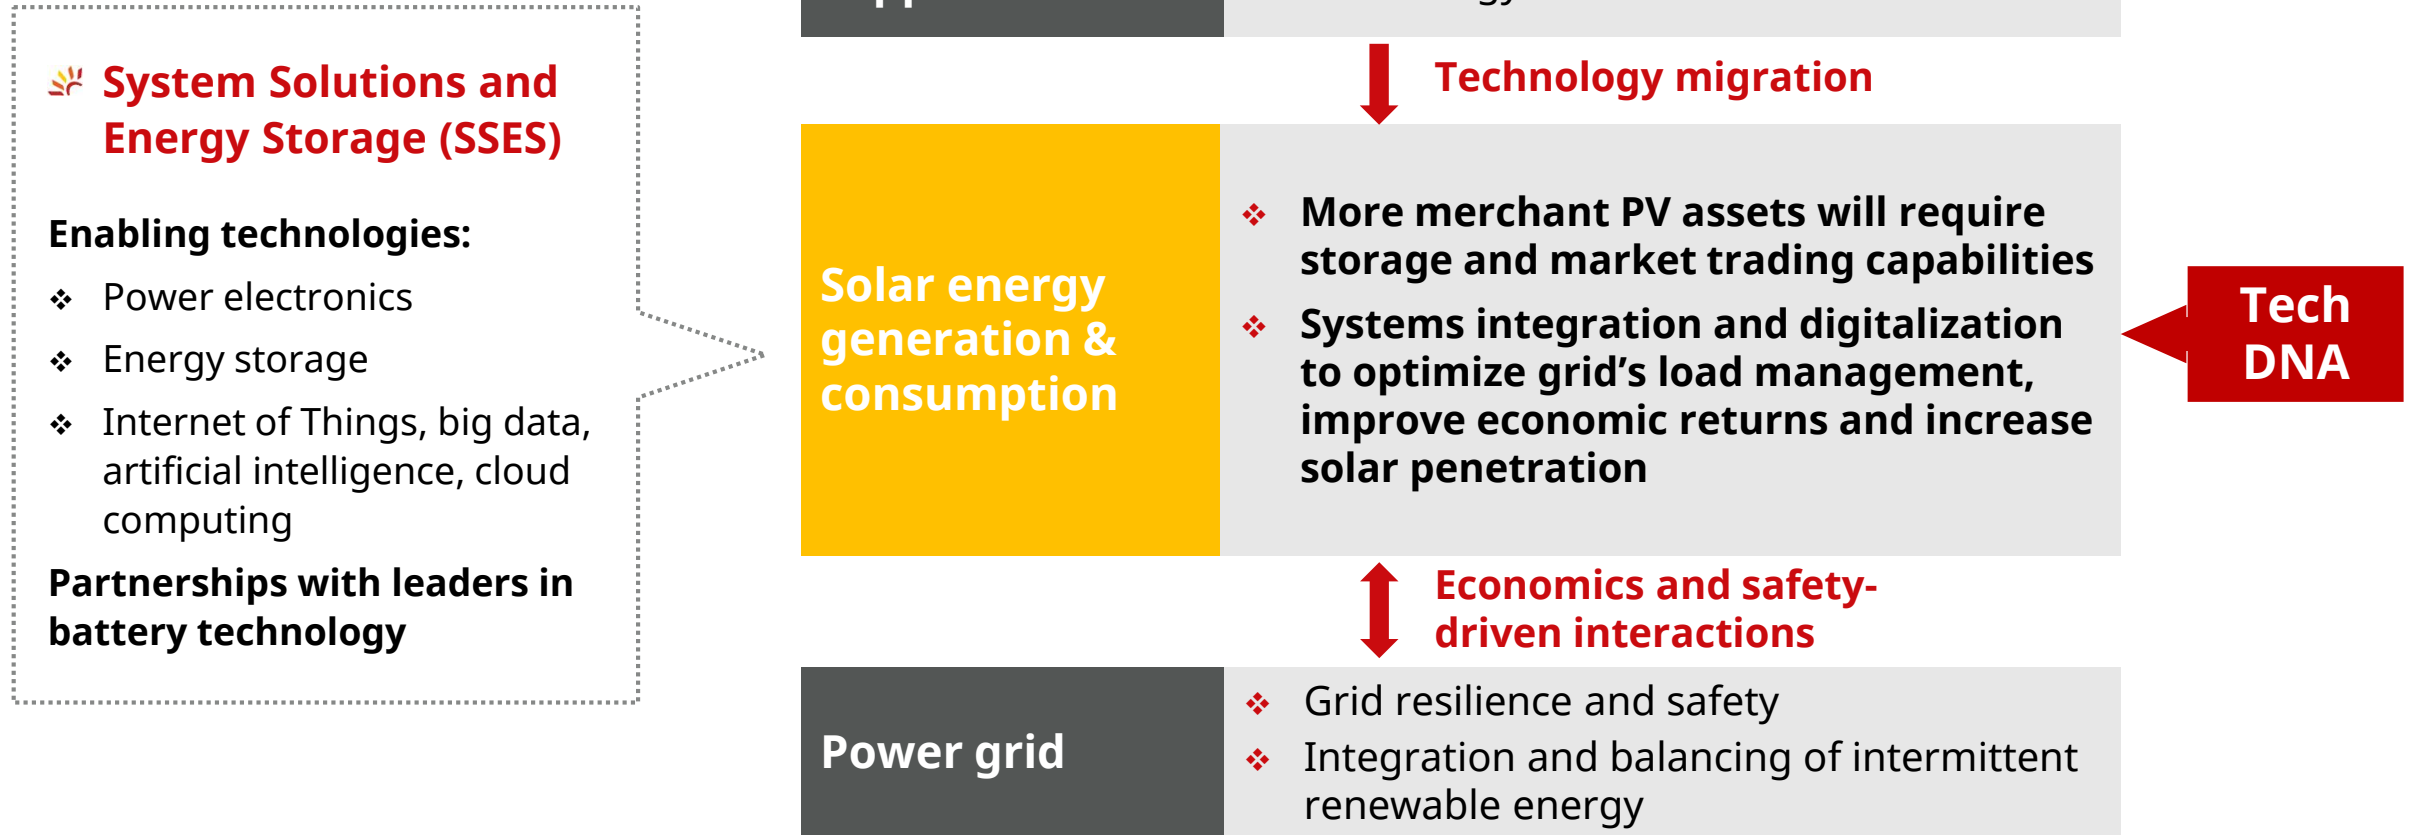 System Solutions and
Energy Storage (SSES)
Enabling technologies:
❖ Power electronics
❖ Energy storage
❖ Internet of Things, big data,
artificial intelligence, cloud
computing
Partnerships with leaders in
battery technology
Technology migration
Solar energy
generation &
consumption
❖ More merchant PV assets will require
storage and market trading capabilities
❖ Systems integration and digitalization
to optimize grid’s load management,
improve economic returns and increase
solar penetration
Tech
DNA
Economics and safety-
driven interactions
Power grid
❖ Grid resilience and safety
❖ Integration and balancing of intermittent
renewable energy